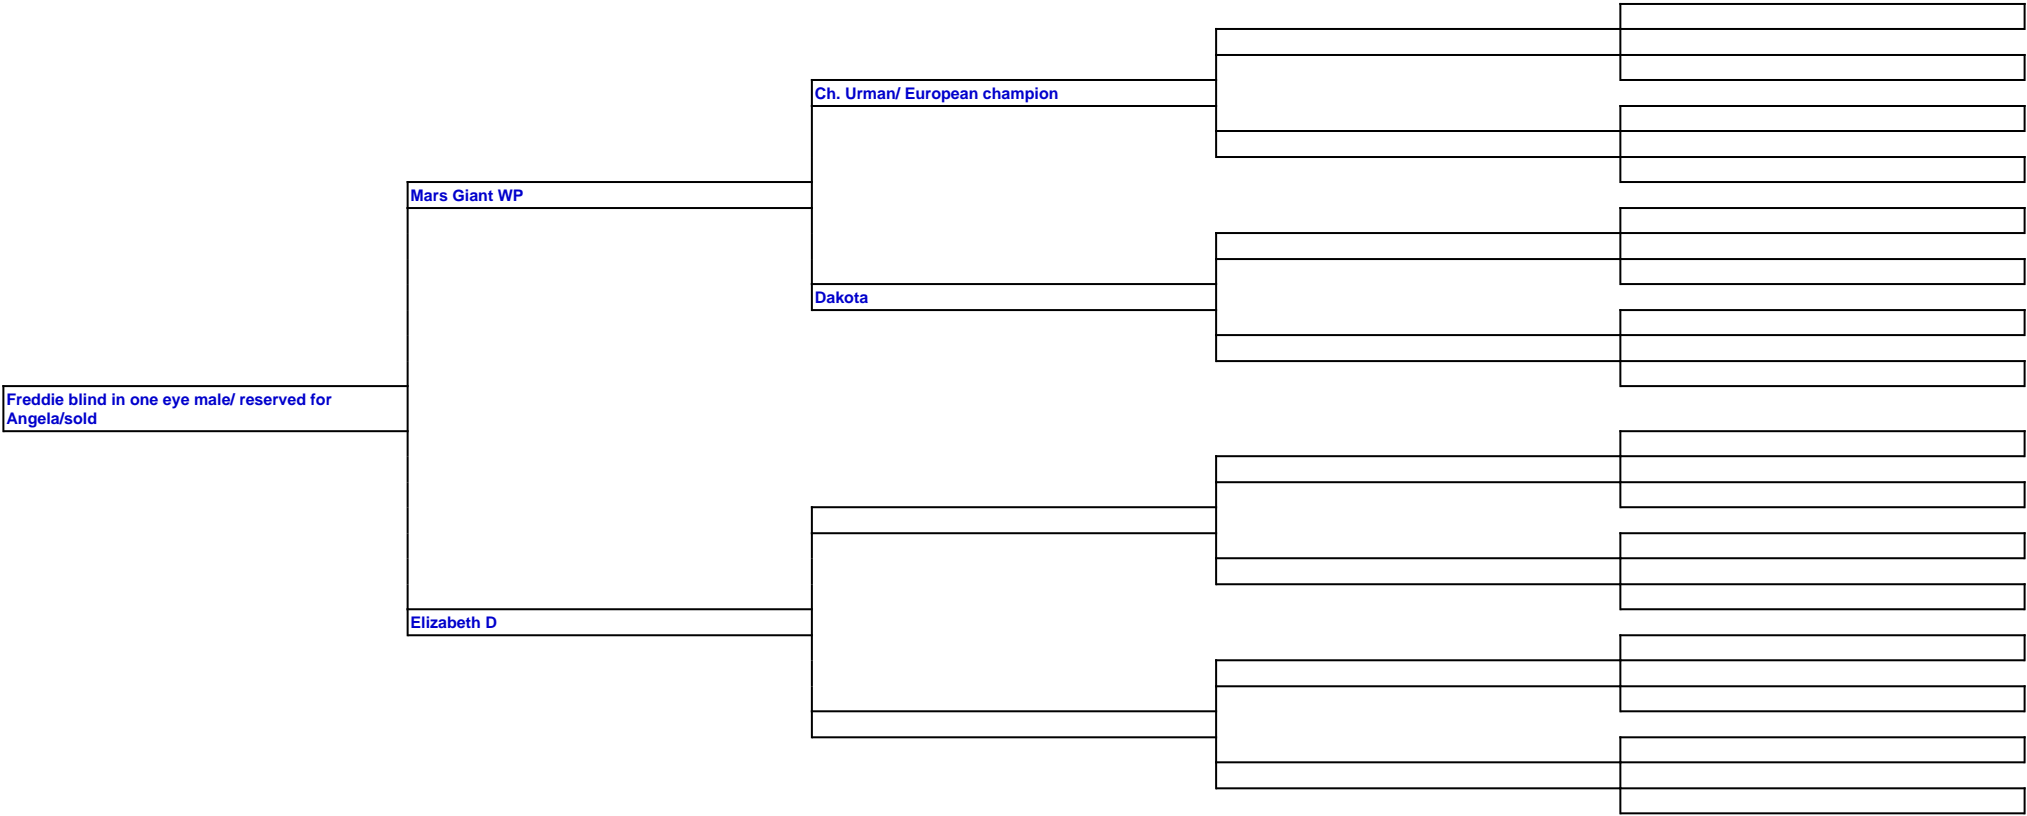 Ch. Urman/ European champion
Mars Giant WP
Dakota
Freddie blind in one eye male/ reserved for
Angela/sold
Elizabeth D